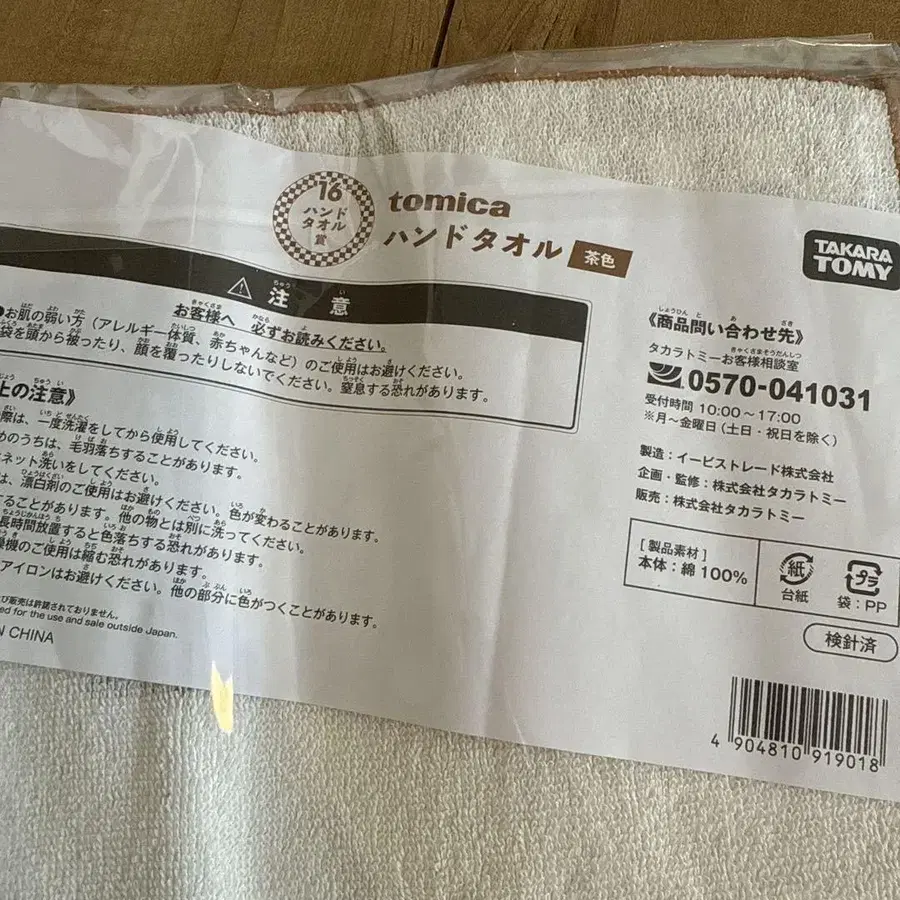 16
ハンド
タオル
賞
tomica
ハンドタオル 茶色
TAKARA
TOMY
注 意
お客様へ 必ずお読みください。
●お肌の弱い方(アレルギー体質、赤ちゃんなど)のご使用はお避けください。
袋を頭から被ったり、顔を覆ったりしないでください。窒息する恐れがあります。
上の注意》
際は、一度洗濯をしてから使用してください。
めのうちは、毛羽落ちすることがあります。
ネット洗いをしてください。
は、漂白剤のご使用はお避けください。色が変わることがあります。
ることがあります。他の物とは別に洗ってください。
長時間放置すると色落ちする恐れがあります。
燥機のご使用は縮む恐れがあります。
アイロンはお避けください。他の部分に色がつくことがあります。
び販売は許諾されておりません。
ed for the use and sale outside Japan.
N CHINA
《商品問い合わせ先》
タカラトミーお客様相談室
0570-041031
受付時間 10:00~17:00
※月~金曜日(土日・祝日を除く)
製造:イービストレード株式会社
企画・監修:株式会社タカラトミー
販売:株式会社タカラトミー
[製品素材]
本体:綿100%
紙
台紙
プラ
袋:PP
検針済
4 904810 919018